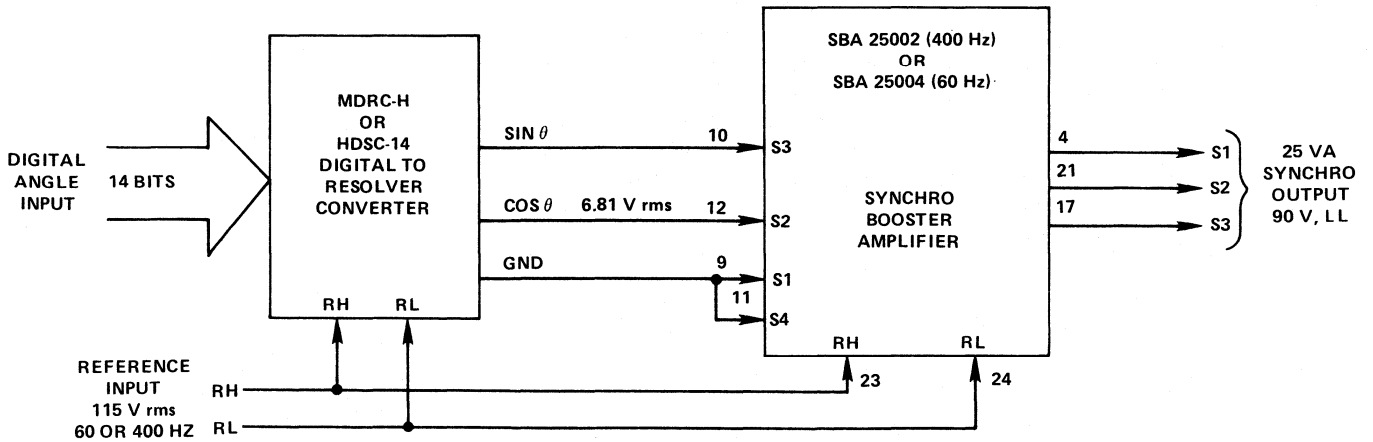 DIGITAL
ANGLE
INPUT
14 BITS
MDRC-H
OR
HDSC-14
DIGITAL TO
RESOLVER
CONVERTER
RH RL
SIN θ 10
COS θ 6.81 V rms 12
GND 9
11
SBA 25002 (400 Hz)
OR
SBA 25004 (60 Hz)
S3
S2
S1
S4
SYNCHRO
BOOSTER
AMPLIFIER
RH RL
23 24
4
21
17
S1
S2
S3
25 VA
SYNCHRO
OUTPUT
90 V, LL
REFERENCE
INPUT
115 V rms
60 OR 400 HZ
RH
RL